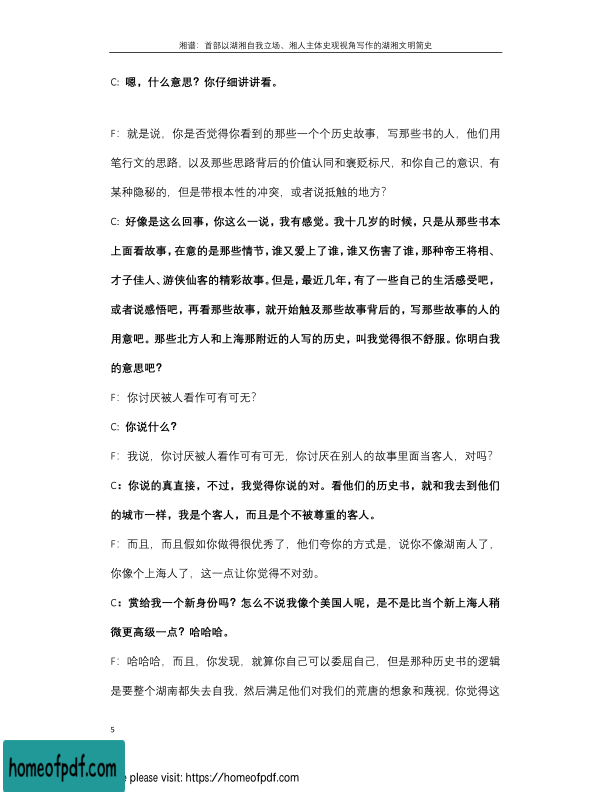 湘谱：首部以湖湘自我立场、湘人主体史观视角写作的湖湘文明简史
C: 嗯，什么意思？你仔细讲讲看。
F：就是说，你是否觉得你看到的那些一个个历史故事，写那些书的人，他们用
笔行文的思路，以及那些思路背后的价值认同和褒贬标尺，和你自己的意识，有
某种隐秘的，但是带根本性的冲突，或者说抵触的地方？
C: 好像是这么回事，你这么一说，我有感觉。我十几岁的时候，只是从那些书本
上面看故事，在意的是那些情节，谁又爱上了谁，谁又伤害了谁，那种帝王将相、
才子佳人、游侠仙客的精彩故事。但是，最近几年，有了一些自己的生活感受吧，
或者说感悟吧，再看那些故事，就开始触及那些故事背后的，写那些故事的人的
用意吧。那些北方人和上海那附近的人写的历史，叫我觉得很不舒服。你明白我
的意思吧？
F：你讨厌被人看作可有可无？
C: 你说什么？
F：我说，你讨厌被人看作可有可无，你讨厌在别人的故事里面当客人，对吗？
C：你说的真直接，不过，我觉得你说的对。看他们的历史书，就和我去到他们
的城市一样，我是个客人，而且是个不被尊重的客人。
F：而且，而且假如你做得很优秀了，他们夸你的方式是，说你不像湖南人了，
你像个上海人了，这一点让你觉得不对劲。
C：赏给我一个新身份吗？怎么不说我像个美国人呢，是不是比当个新上海人稍
微更高级一点？哈哈哈。
F：哈哈哈，而且，你发现，就算你自己可以委屈自己，但是那种历史书的逻辑
是要整个湖南都失去自我，然后满足他们对我们的荒唐的想象和蔑视，你觉得这
5
homeofpdf.com
e please visit: https://homeofpdf.com